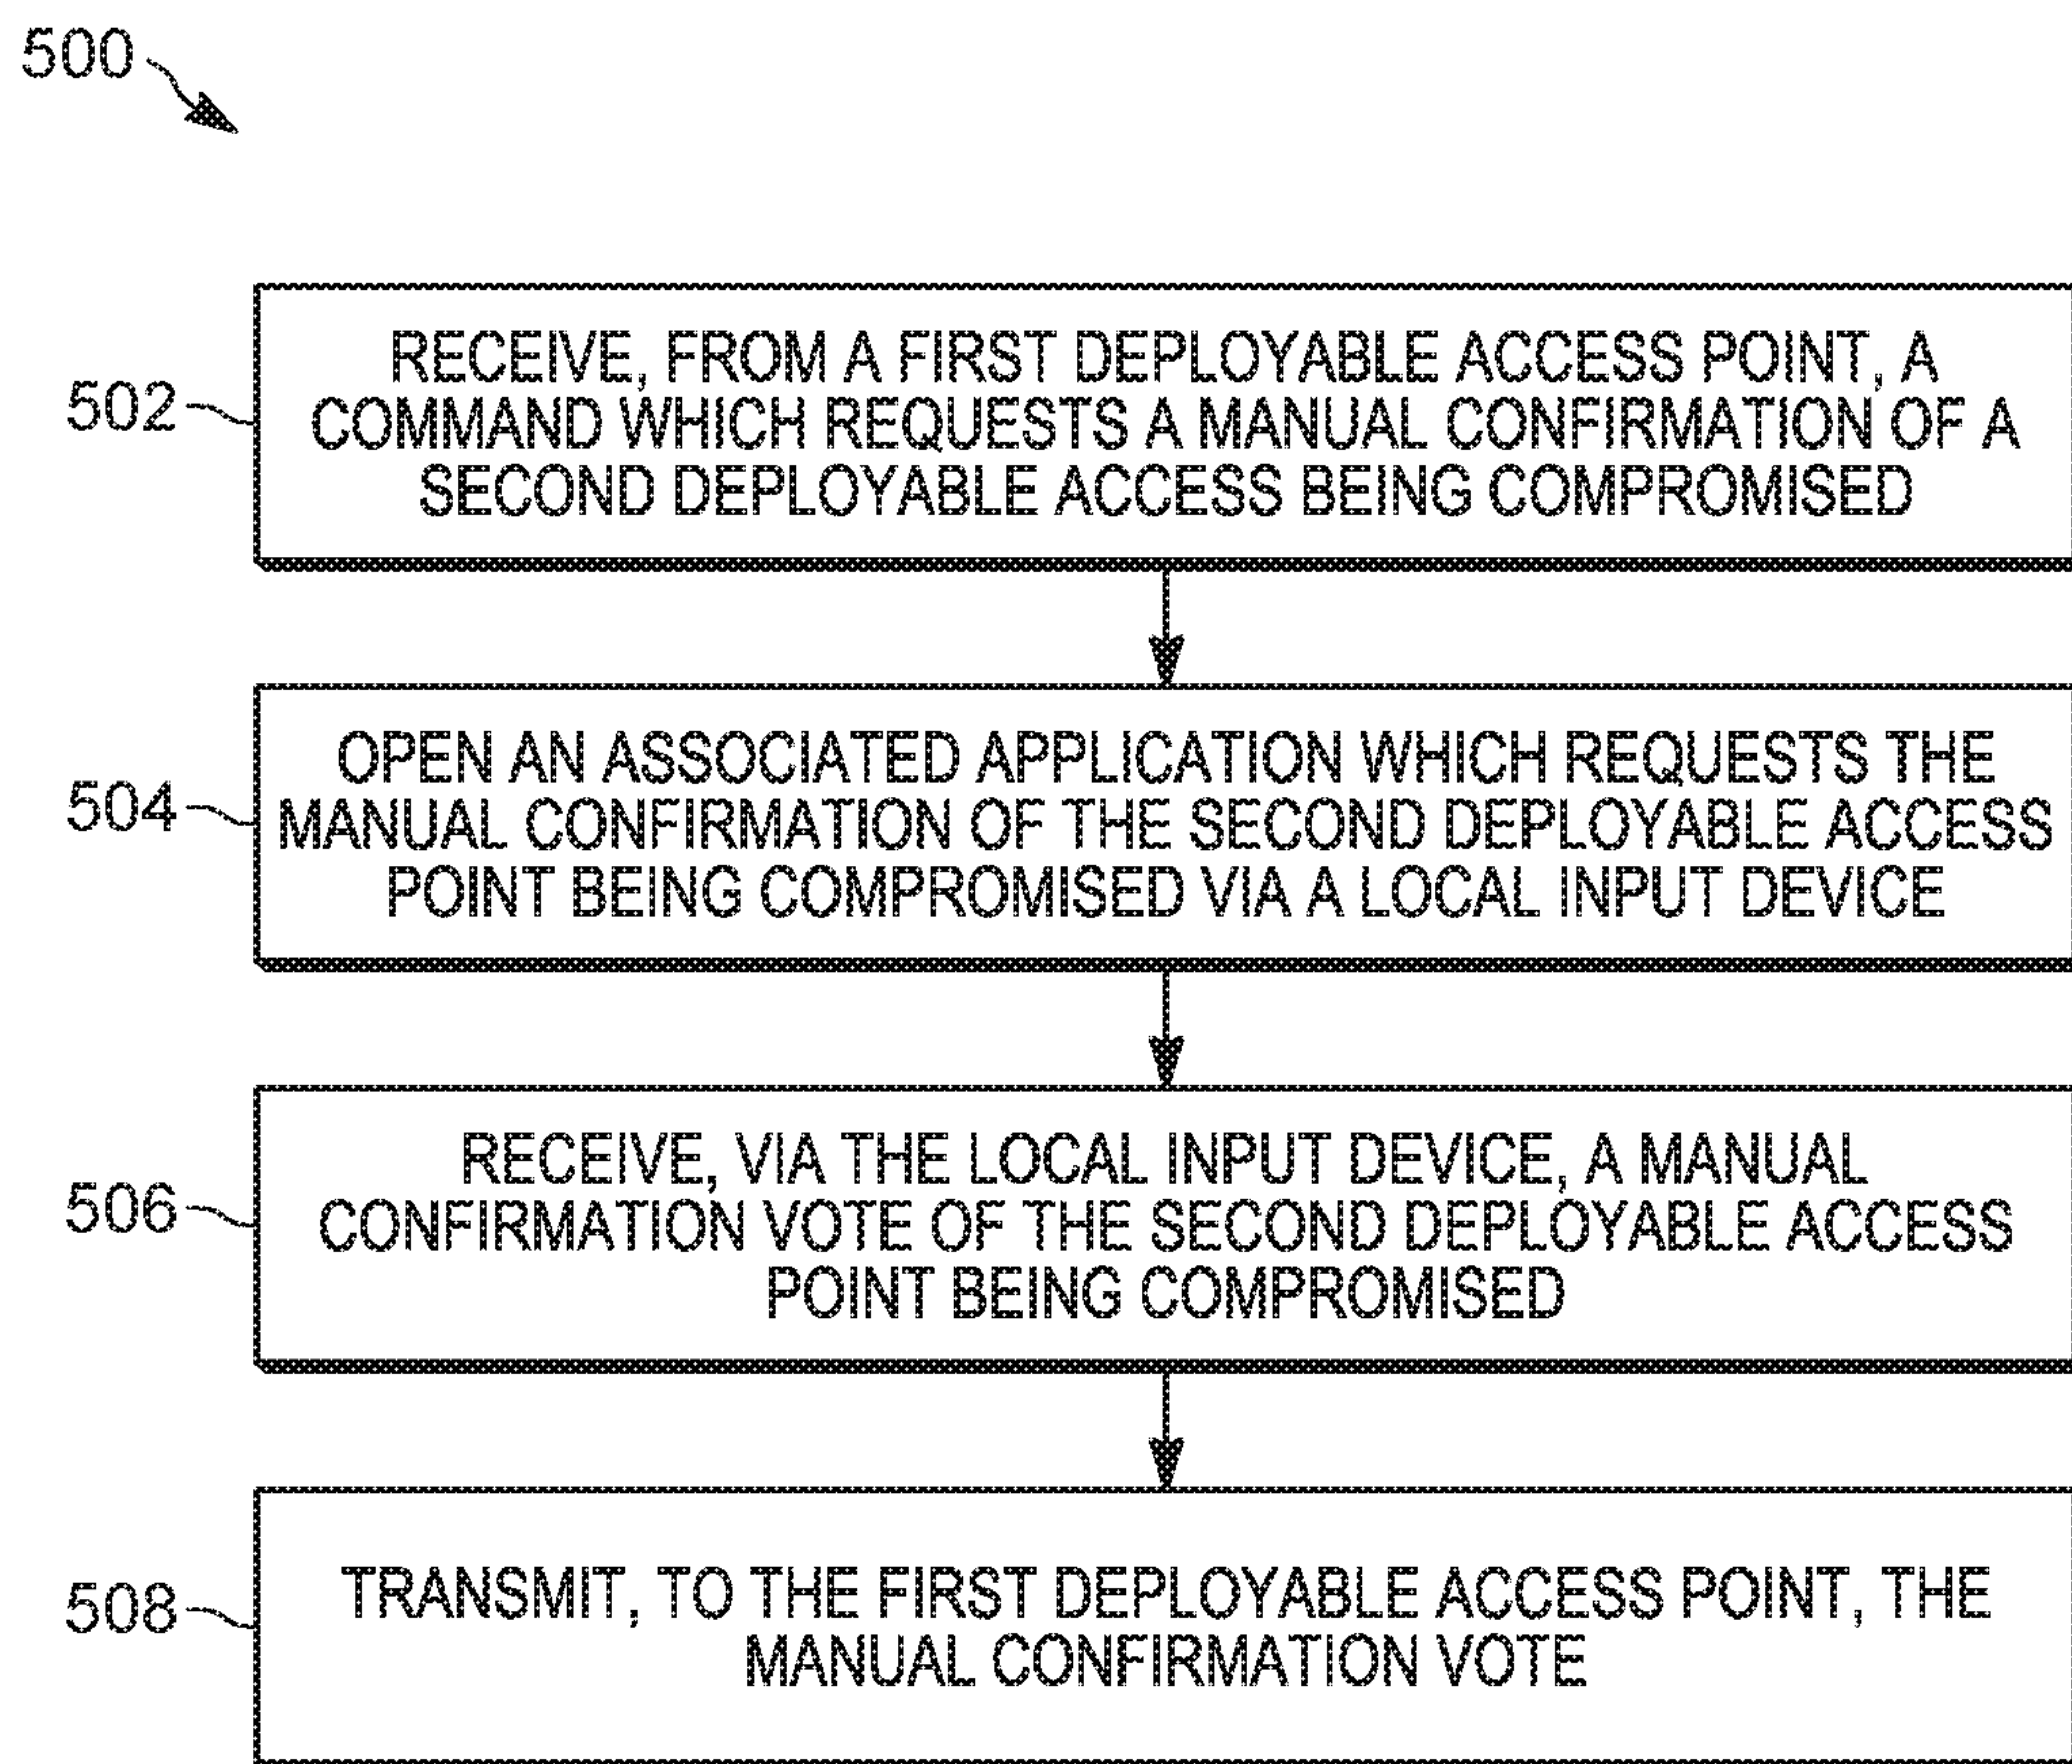 500
502
RECEIVE, FROM A FIRST DEPLOYABLE ACCESS POINT, A
COMMAND WHICH REQUESTS A MANUAL CONFIRMATION OF A
SECOND DEPLOYABLE ACCESS BEING COMPROMISED
504
OPEN AN ASSOCIATED APPLICATION WHICH REQUESTS THE
MANUAL CONFIRMATION OF THE SECOND DEPLOYABLE ACCESS
POINT BEING COMPROMISED VIA A LOCAL INPUT DEVICE
506
RECEIVE, VIA THE LOCAL INPUT DEVICE, A MANUAL
CONFIRMATION VOTE OF THE SECOND DEPLOYABLE ACCESS
POINT BEING COMPROMISED
508
TRANSMIT, TO THE FIRST DEPLOYABLE ACCESS POINT, THE
MANUAL CONFIRMATION VOTE